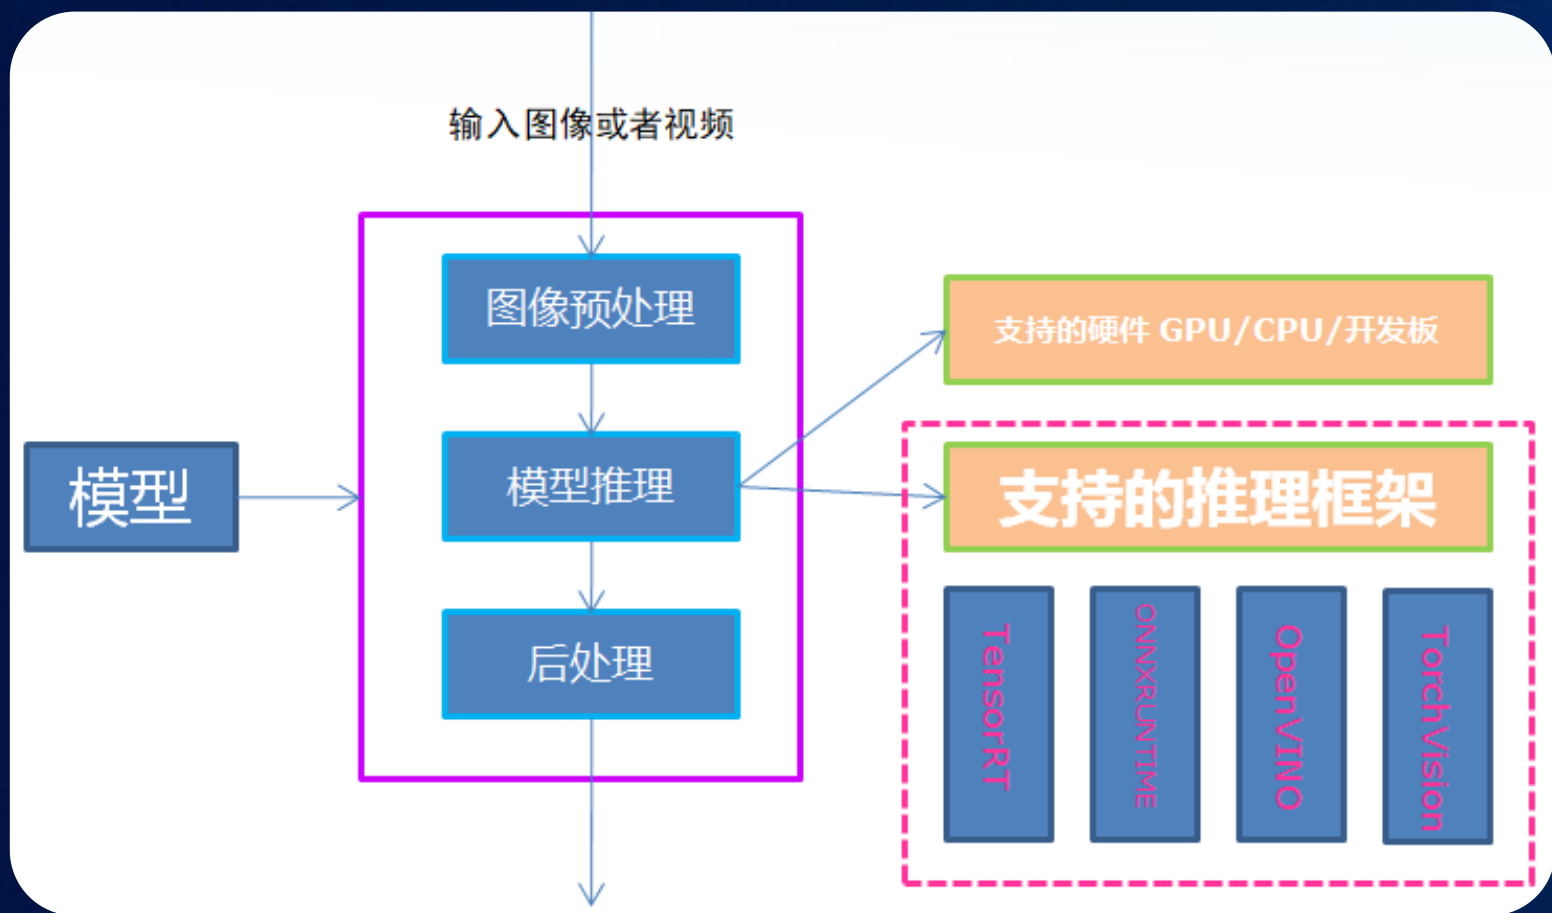 输入图像或者视频
图像预处理
支持的硬件 GPU/CPU/开发板
模型
模型推理
支持的推理框架
后处理
TensorRT
ONNXRUNTIME
OpenVINO
TorchVision